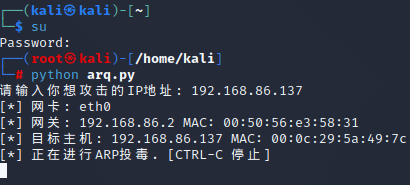 ┌──(kali㉿kali)-[~]
└─$ su
Password:
┌──(root㉿kali)-[/home/kali]
└─# python arq.py
请输入你想攻击的IP地址: 192.168.86.137
[*] 网卡: eth0
[*] 网关: 192.168.86.2 MAC: 00:50:56:e3:58:31
[*] 目标主机: 192.168.86.137 MAC: 00:0c:29:5a:49:7c
[*] 正在进行ARP投毒. [CTRL-C 停止]